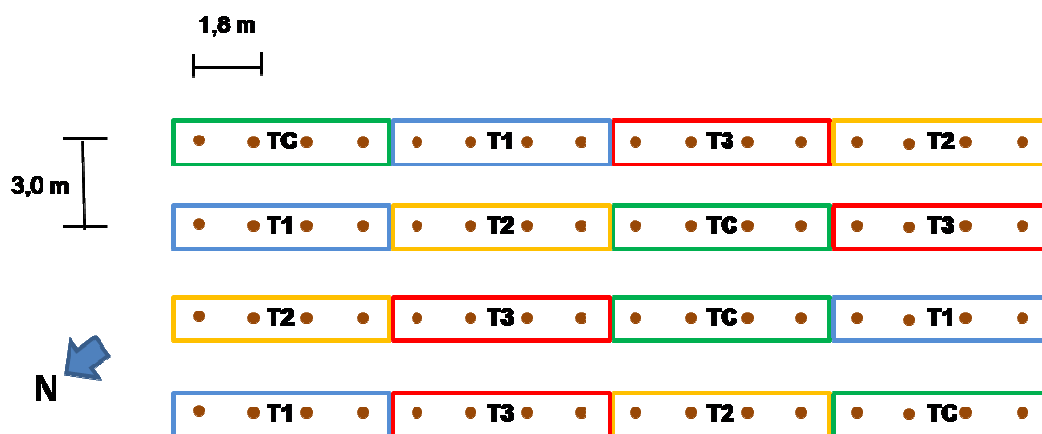 1,8 m
TC T1 T3 T2
3,0 m
T1 T2 TC T3
T2 T3 TC T1
N
T1 T3 T2 TC